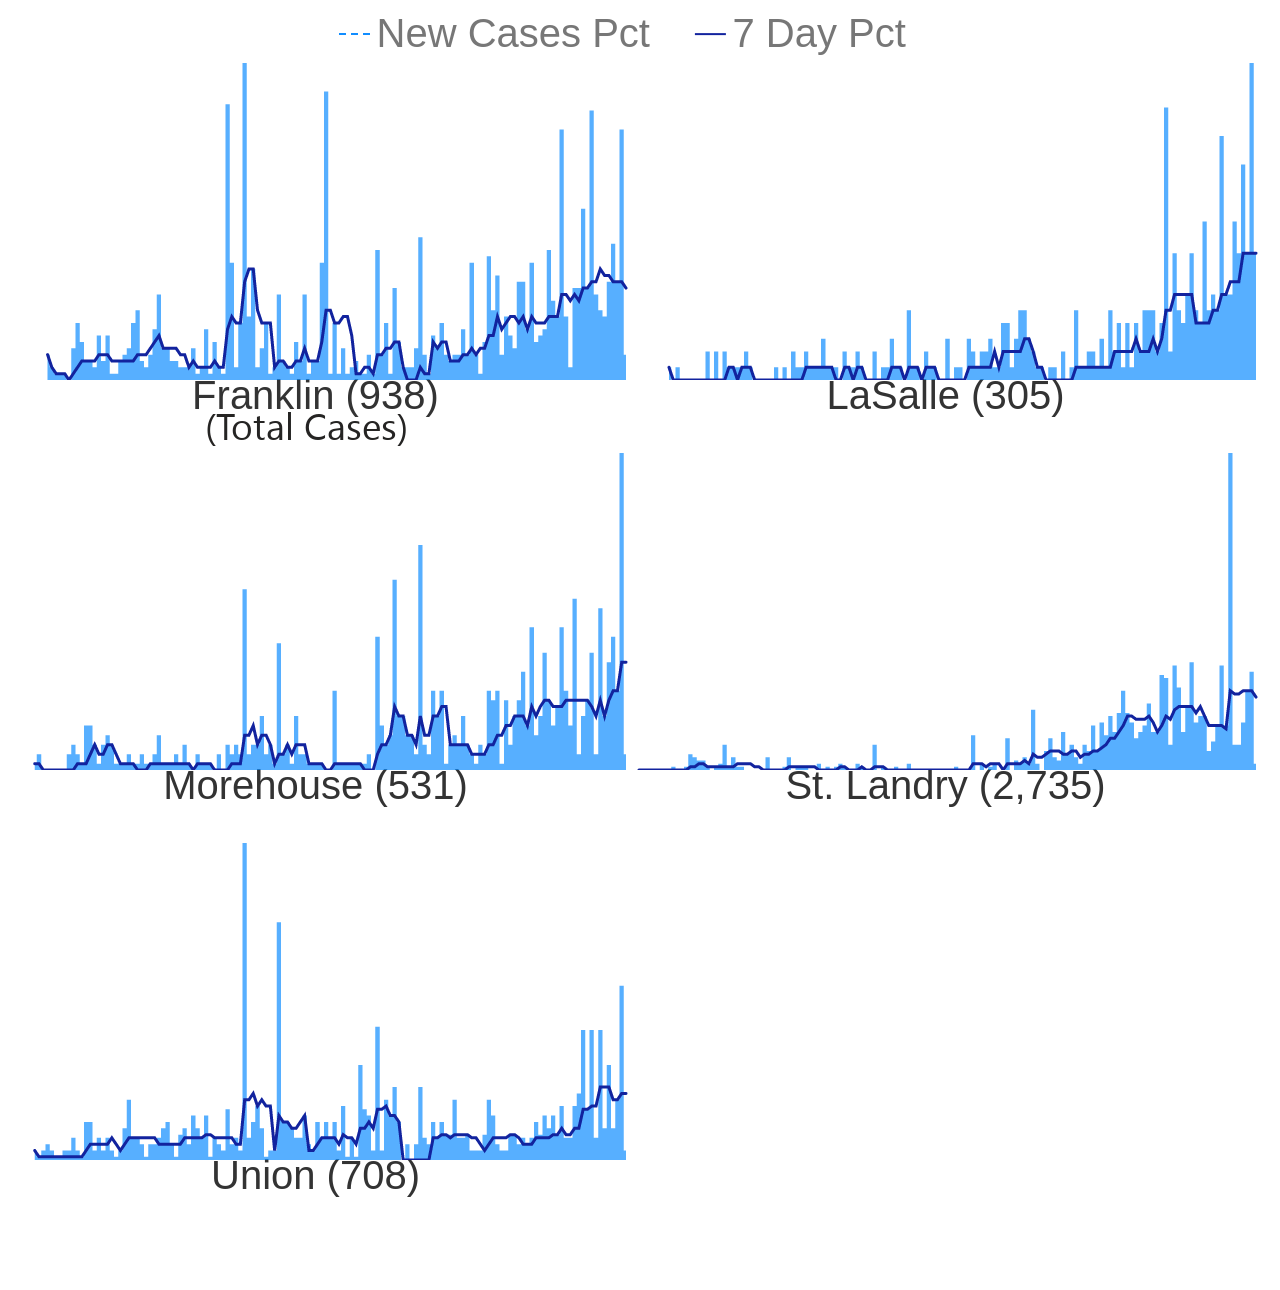 New Cases Pct 7 Day Pct
Franklin (938)
(Total Cases)
LaSalle (305)
Morehouse (531)
St. Landry (2,735)
Union (708)